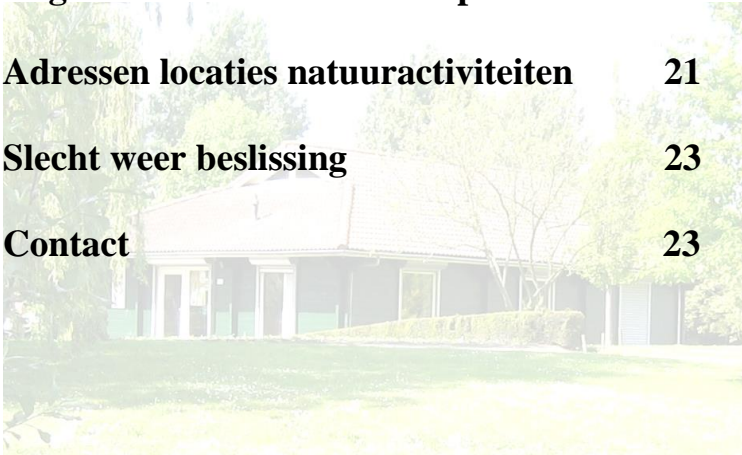 Adressen locaties natuuractiviteiten 21
Slecht weer beslissing 23
Contact 23